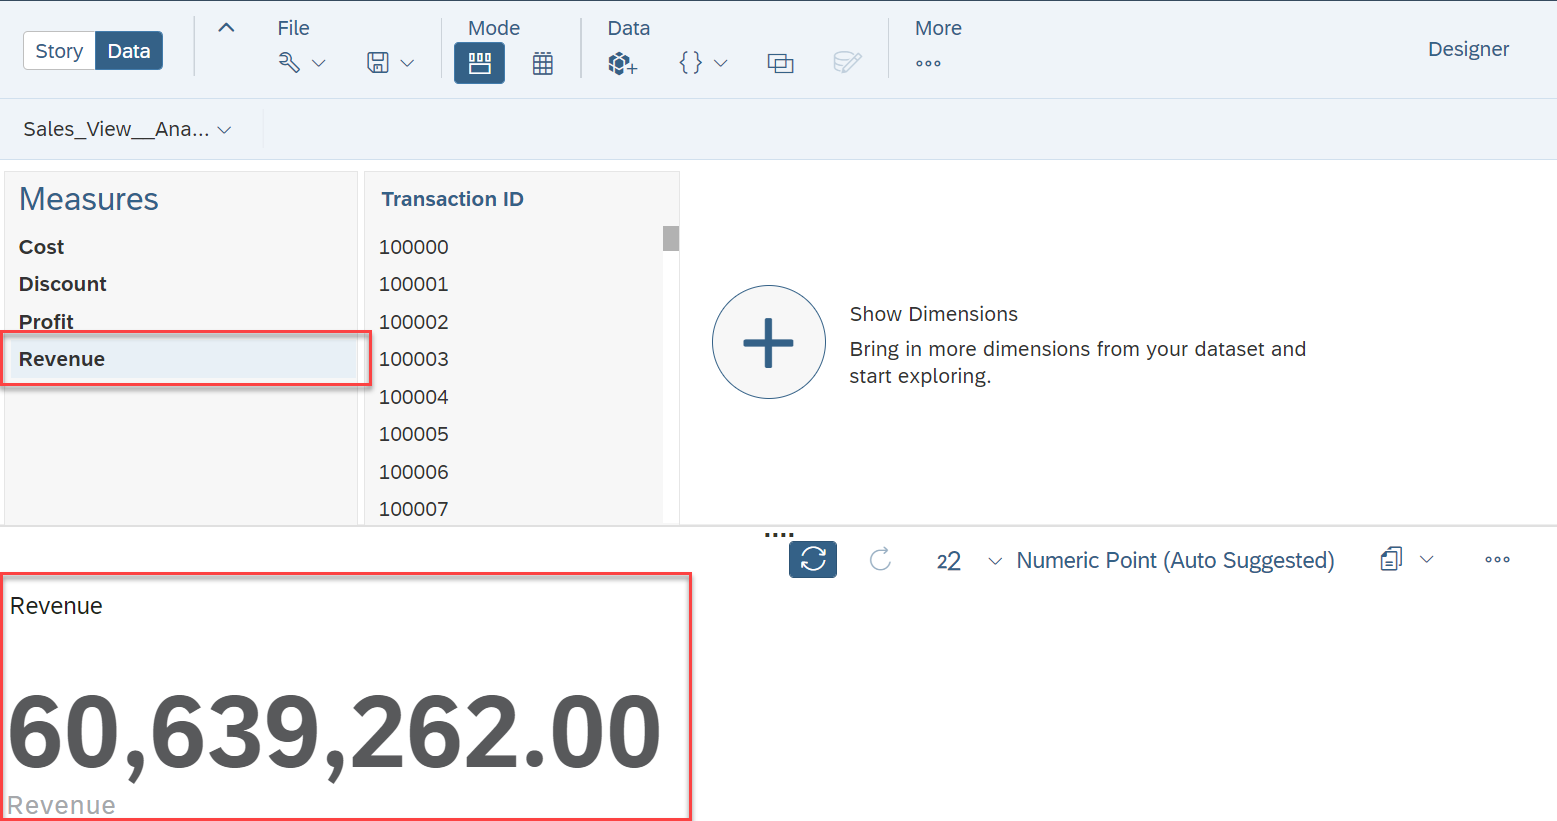 Story
Data
File
Mode
Data
More
Designer
Sales_View__Ana...
Measures
Cost
Discount
Profit
Revenue
Transaction ID
100000
100001
100002
100003
100004
100005
100006
100007
Show Dimensions
Bring in more dimensions from your dataset and
start exploring.
22
Numeric Point (Auto Suggested)
Revenue
60,639,262.00
Revenue